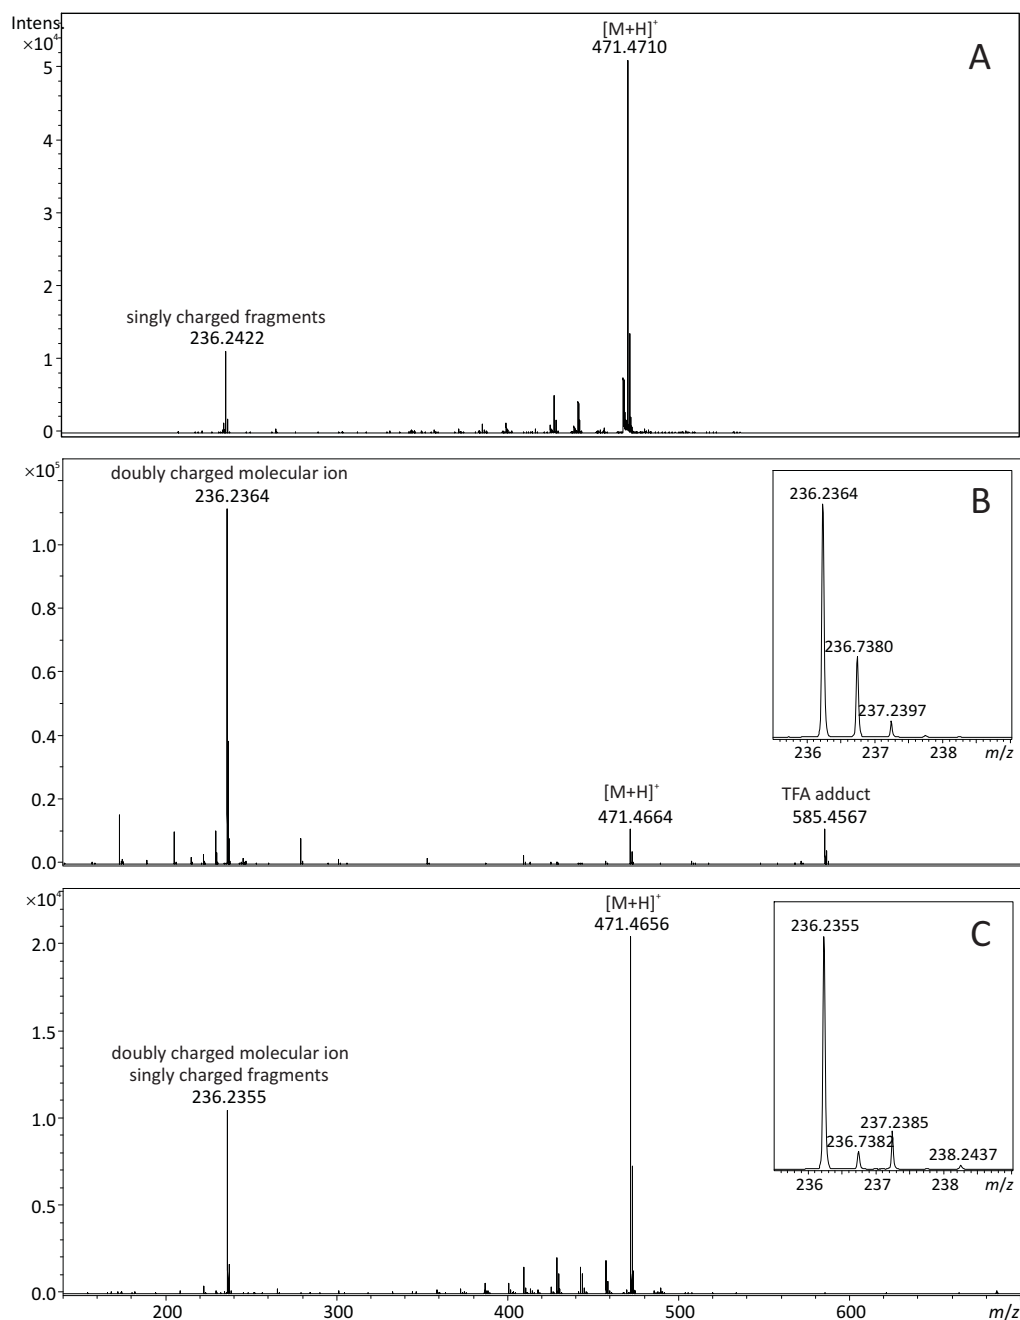 Intens.
×10⁴
[M+H]⁺
471.4710
A
5
4
3
2
1
0
singly charged fragments
236.2422
×10⁵
doubly charged molecular ion
236.2364
B
236.2364
236.7380
237.2397
236 237 238 m/z
1.0
0.8
0.6
0.4
0.2
0.0
[M+H]⁺
471.4664
TFA adduct
585.4567
×10⁴
[M+H]⁺
471.4656
C
236.2355
236.7382
237.2385
238.2437
236 237 238 m/z
2.0
1.5
1.0
0.5
0.0
doubly charged molecular ion
singly charged fragments
236.2355
200 300 400 500 600 m/z